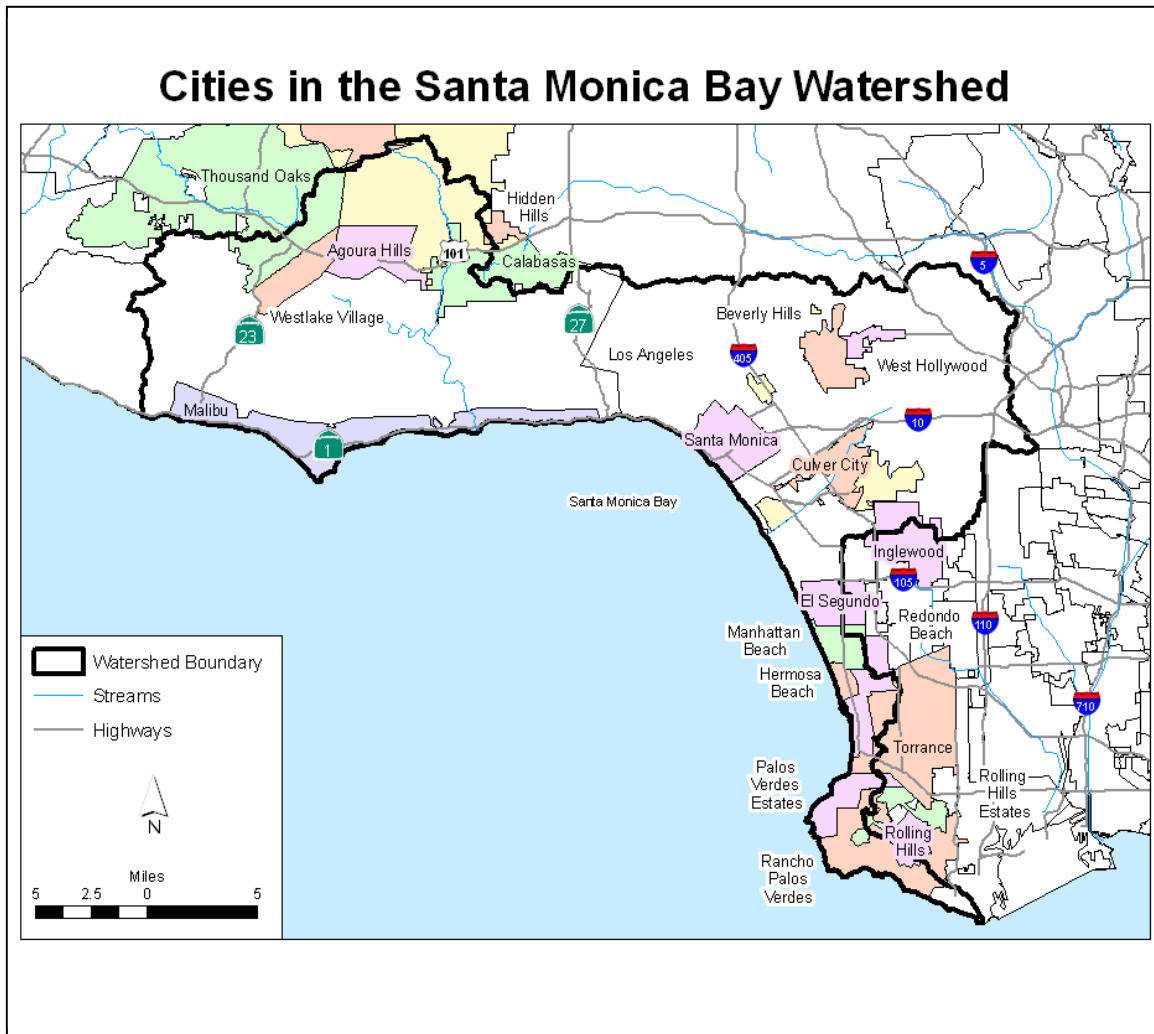 Cities in the Santa Monica Bay Watershed
Thousand Oaks
Hidden
Hills
Agoura Hills
101
Calabasas
5
Westlake Village
23
27
Beverly Hills
Los Angeles
405
West Hollywood
Malibu
1
Santa Monica
10
Culver City
Santa Monica Bay
Inglewood
105
El Segundo
Redondo
Beach
110
Manhattan
Beach
Hermosa
Beach
710
Torrance
Palos
Verdes
Estates
Rolling
Hills
Estates
Rolling
Hills
Rancho
Palos
Verdes
Watershed Boundary
Streams
Highways
N
Miles
5 2.5 0 5